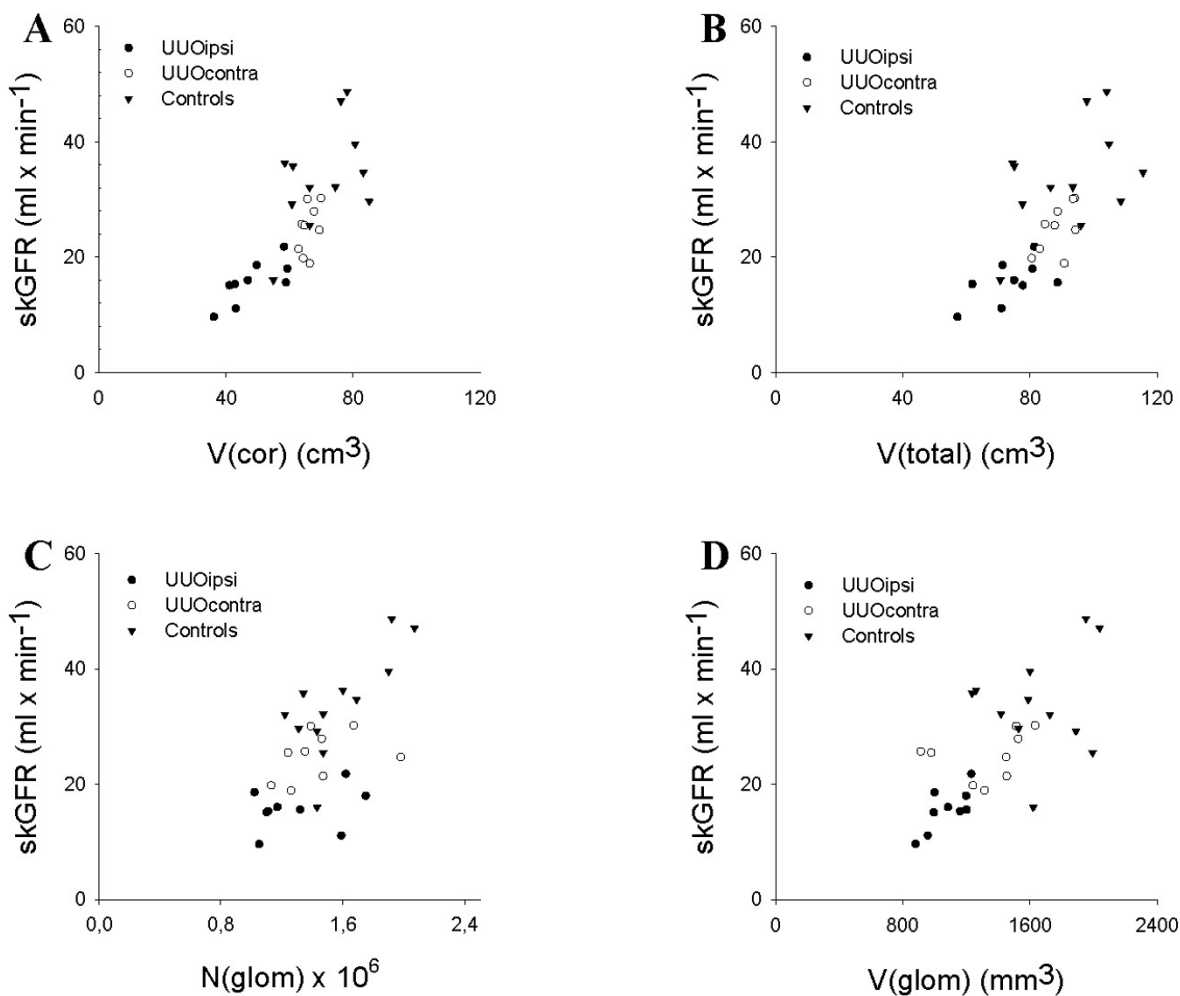 A
60
40
20
0
skGFR (ml x min-1)
UUOipsi
UUOcontra
Controls
0 40 80 120
V(cor) (cm3)
B
60
40
20
0
skGFR (ml x min-1)
UUOipsi
UUOcontra
Controls
0 40 80 120
V(total) (cm3)
C
60
40
20
0
skGFR (ml x min-1)
UUOipsi
UUOcontra
Controls
0,0 0,8 1,6 2,4
N(glom) x 10^6
D
60
40
20
0
skGFR (ml x min-1)
UUOipsi
UUOcontra
Controls
0 800 1600 2400
V(glom) (mm3)